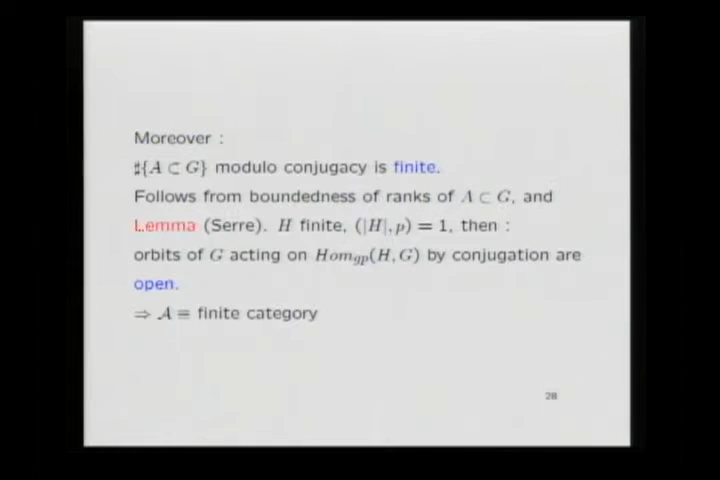 Moreover :
♯{A ⊂ G} modulo conjugacy is finite.
Follows from boundedness of ranks of A ⊂ G, and
Lemma (Serre). H finite, (|H|, p) = 1, then :
orbits of G acting on Hom_gp(H, G) by conjugation are
open.
⇒ 𝒜 ≡ finite category
28